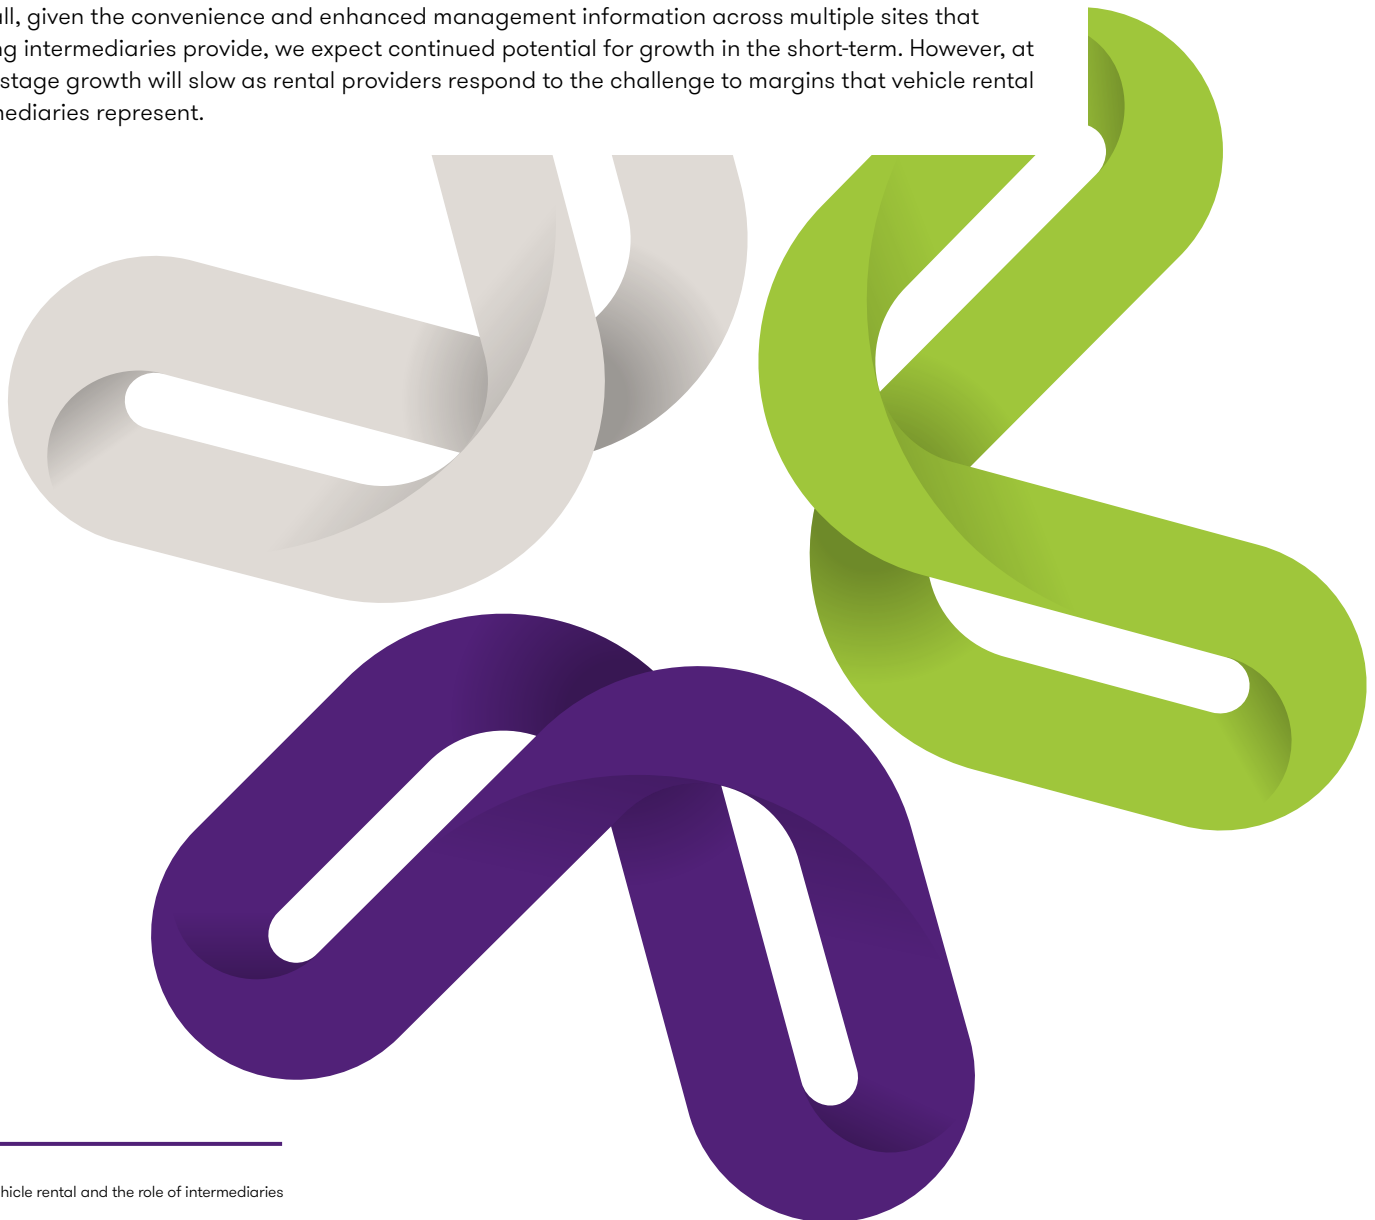 ll, given the convenience and enhanced management information across multiple sites that
ng intermediaries provide, we expect continued potential for growth in the short-term. However, at
stage growth will slow as rental providers respond to the challenge to margins that vehicle rental
mediaries represent.
hicle rental and the role of intermediaries